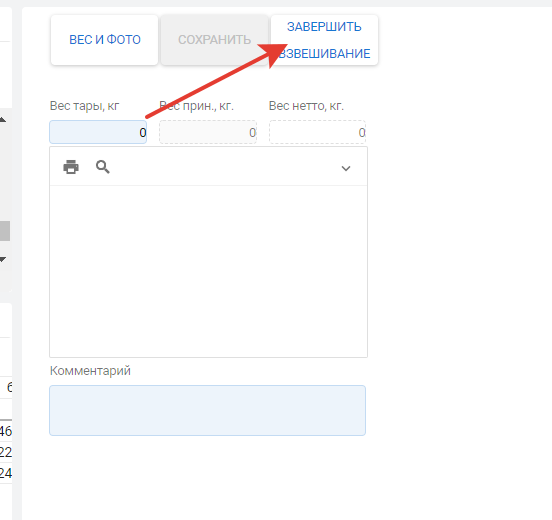 ВЕС И ФОТО
СОХРАНИТЬ
ЗАВЕРШИТЬ
ВЗВЕШИВАНИЕ
Вес тары, кг
Вес прин., кг.
Вес нетто, кг.
0
0
0
Комментарий
6
46
22
24